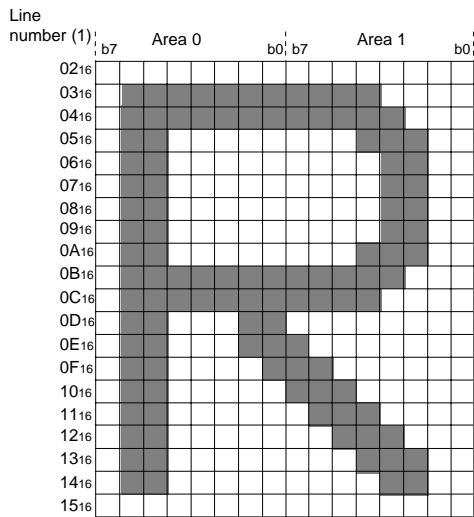 Line
number (1)
Area 0 Area 1
b7 b0 b7 b0
02₁₆
03₁₆
04₁₆
05₁₆
06₁₆
07₁₆
08₁₆
09₁₆
0A₁₆
0B₁₆
0C₁₆
0D₁₆
0E₁₆
0F₁₆
10₁₆
11₁₆
12₁₆
13₁₆
14₁₆
15₁₆